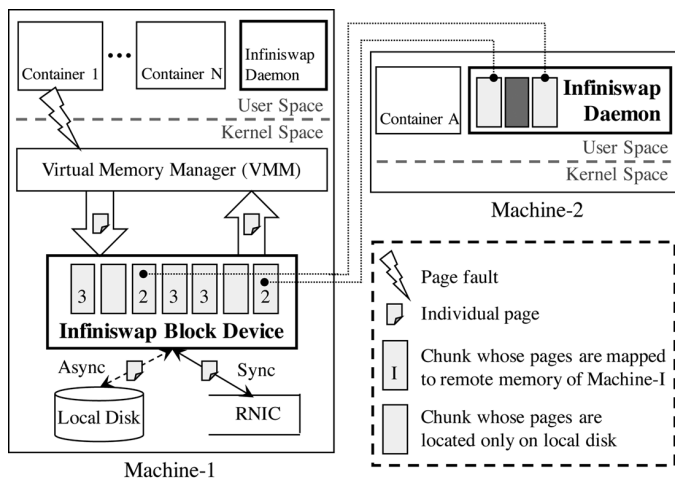 Container 1
Container N
Infiniswap
Daemon
User Space
Kernel Space
Virtual Memory Manager (VMM)
3
2
3
3
2
Infiniswap Block Device
Async
Sync
Local Disk
RNIC
Machine-1
Container A
Infiniswap
Daemon
User Space
Kernel Space
Machine-2
Page fault
Individual page
I
Chunk whose pages are mapped
to remote memory of Machine-I
Chunk whose pages are
located only on local disk